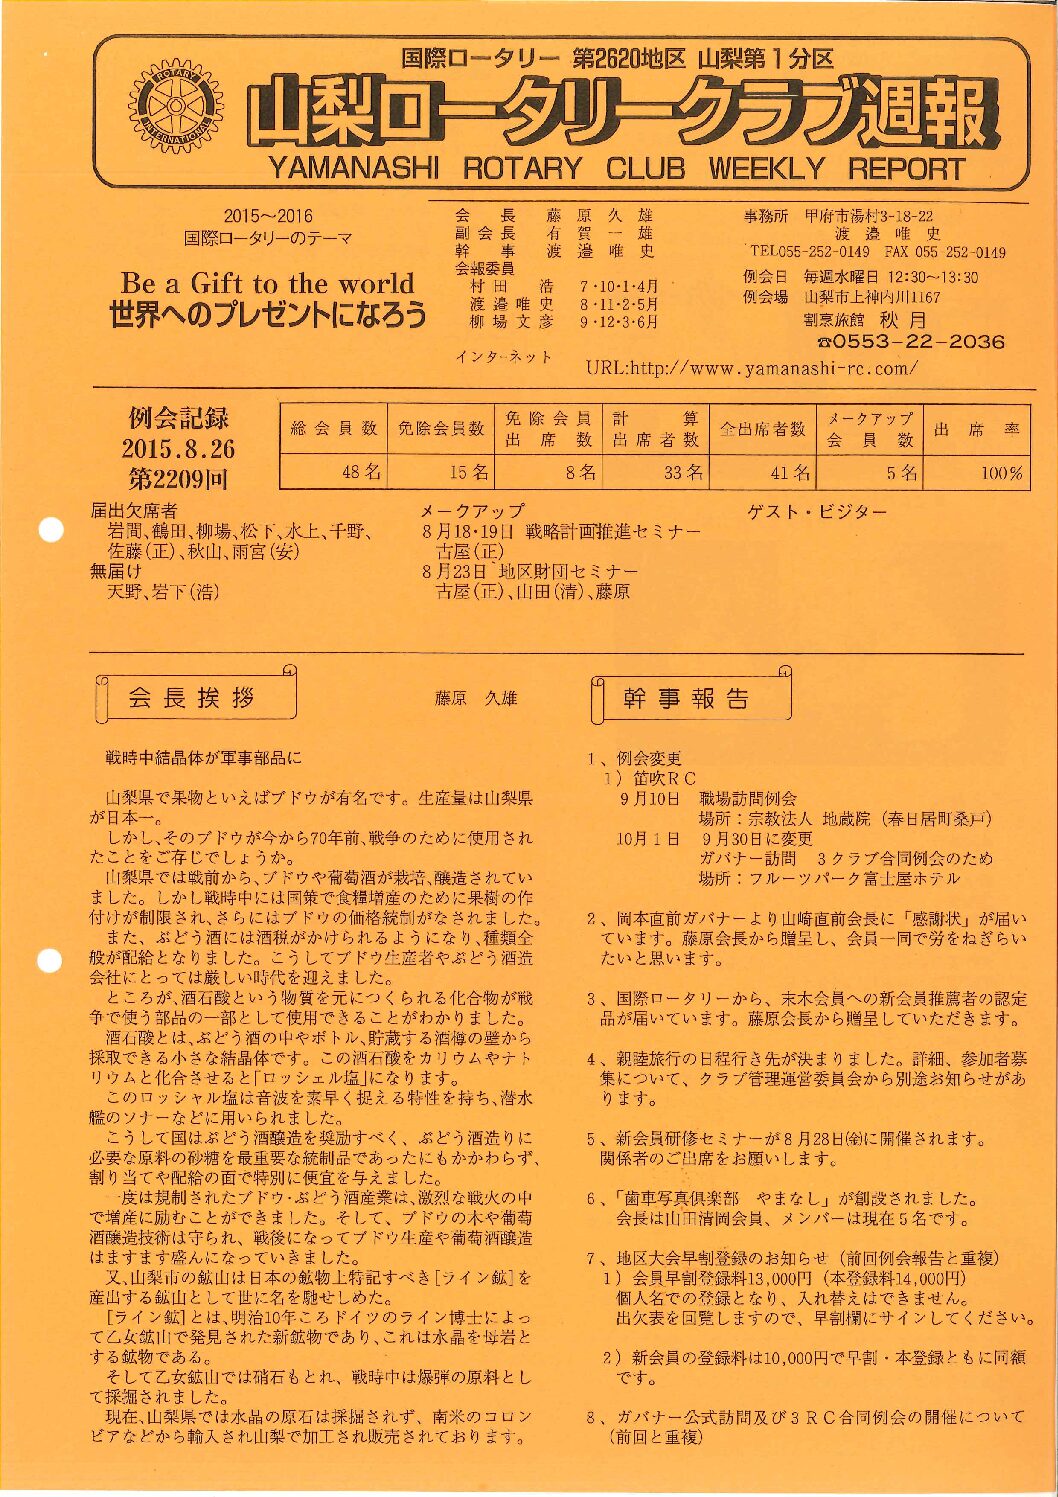 国際ロータリー 第2620地区 山梨第1分区
ROTARY
INTERNATIONAL
山梨ロータリークラブ週報
YAMANASHI ROTARY CLUB WEEKLY REPORT
2015〜2016
国際ロータリーのテーマ
Be a Gift to the world
世界へのプレゼントになろう
会長 藤原久雄
副会長 有賀一雄
幹事 渡邉唯史
会報委員
村田 浩 7・10・1・4月
渡邉唯史 8・11・2・5月
柳場文彦 9・12・3・6月
インターネット URL:http://www.yamanashi-rc.com/
事務所 甲府市湯村3-18-22
渡邉唯史
TEL055-252-0149 FAX 055-252-0149
例会日 毎週水曜日 12:30〜13:30
例会場 山梨市上神内川1167
割烹旅館 秋月
☎0553-22-2036
例会記録
2015.8.26
第2209回
総会員数 免除会員数 免除会員出席数 計算出席者数 全出席者数 メークアップ会員数 出席率
48名 15名 8名 33名 41名 5名 100%
届出欠席者
岩間、鶴田、柳場、松下、水上、千野、
佐藤(正)、秋山、雨宮(安)
無届け
天野、岩下(浩)
メークアップ
8月18・19日 戦略計画推進セミナー
古屋(正)
8月23日 地区財団セミナー
古屋(正)、山田(清)、藤原
ゲスト・ビジター
会長挨拶 藤原 久雄
戦時中結晶体が軍事部品に
山梨県で果物といえばブドウが有名です。生産量は山梨県
が日本一。
しかし、そのブドウが今から70年前、戦争のために使用され
たことをご存じでしょうか。
山梨県では戦前から、ブドウや葡萄酒が栽培、醸造されてい
ました。しかし戦時中には国策で食糧増産のために果樹の作
付けが制限され、さらにはブドウの価格統制がなされました。
また、ぶどう酒には酒税がかけられるようになり、種類全
般が配給となりました。こうしてブドウ生産者やぶどう酒造
会社にとっては厳しい時代を迎えました。
ところが、酒石酸という物質を元につくられる化合物が戦
争で使う部品の一部として使用できることがわかりました。
酒石酸とは、ぶどう酒の中やボトル、貯蔵する酒樽の壁から
採取できる小さな結晶体です。この酒石酸をカリウムやナト
リウムと化合させると「ロッシェル塩」になります。
このロッシャル塩は音波を素早く捉える特性を持ち、潜水
艦のソナーなどに用いられました。
こうして国はぶどう酒醸造を奨励すべく、ぶどう酒造りに
必要な原料の砂糖を最重要な統制品であったにもかかわらず、
割り当てや配給の面で特別に便宜を与えました。
一度は規制されたブドウ・ぶどう酒産業は、激烈な戦火の中
で増産に励むことができました。そして、ブドウの木や葡萄
酒醸造技術は守られ、戦後になってブドウ生産や葡萄酒醸造
はますます盛んになっていきました。
又、山梨市の鉱山は日本の鉱物上特記すべき[ライン鉱]を
産出する鉱山として世に名を馳せしめた。
[ライン鉱]とは、明治10年ころドイツのライン博士によっ
て乙女鉱山で発見された新鉱物であり、これは水晶を母岩と
する鉱物である。
そして乙女鉱山では硝石もとれ、戦時中は爆弾の原料とし
て採掘されました。
現在、山梨県では水晶の原石は採掘されず、南米のコロン
ビアなどから輸入され山梨で加工され販売されております。
幹事報告
1、例会変更
1)笛吹RC
9月10日 職場訪問例会
場所：宗教法人 地蔵院(春日居町桑戸)
10月1日 9月30日に変更
ガバナー訪問 3クラブ合同例会のため
場所：フルーツパーク富士屋ホテル
2、岡本直前ガバナーより山崎直前会長に「感謝状」が届い
ています。藤原会長から贈呈し、会員一同で労をねぎらい
たいと思います。
3、国際ロータリーから、末木会員への新会員推薦者の認定
品が届いています。藤原会長から贈呈していただきます。
4、親睦旅行の日程行き先が決まりました。詳細、参加者募
集について、クラブ管理運営委員会から別途お知らせがあ
ります。
5、新会員研修セミナーが8月28日(金)に開催されます。
関係者のご出席をお願いします。
6、「歯車写真倶楽部 やまなし」が創設されました。
会長は山田清岡会員、メンバーは現在5名です。
7、地区大会早割登録のお知らせ(前回例会報告と重複)
1)会員早割登録料13,000円(本登録料14,000円)
個人名での登録となり、入れ替えはできません。
出欠表を回覧しますので、早割欄にサインしてください。
2)新会員の登録料は10,000円で早割・本登録ともに同額
です。
8、ガバナー公式訪問及び3RC合同例会の開催について
(前回と重複)